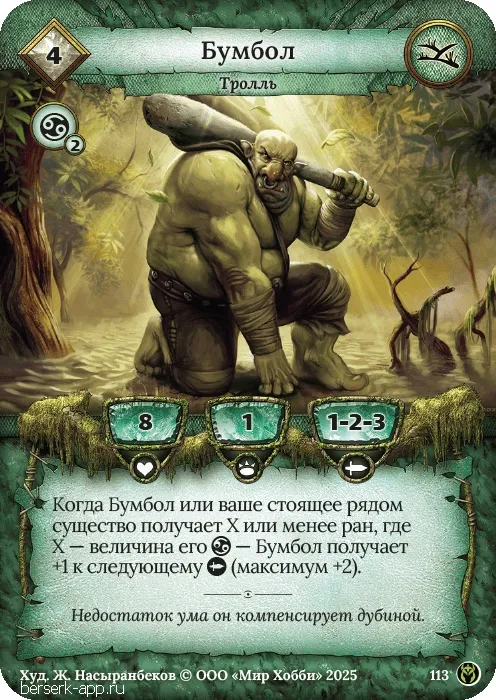 4
Бумбол
Тролль
2
8
1
1-2-3
Когда Бумбол или ваше стоящее рядом
существо получает X или менее ран, где
X — величина его — Бумбол получает
+1 к следующему (максимум +2).
Недостаток ума он компенсирует дубиной.
Худ. Ж. Насыранбеков © ООО «Мир Хобби» 2025
113
berserk-app.ru